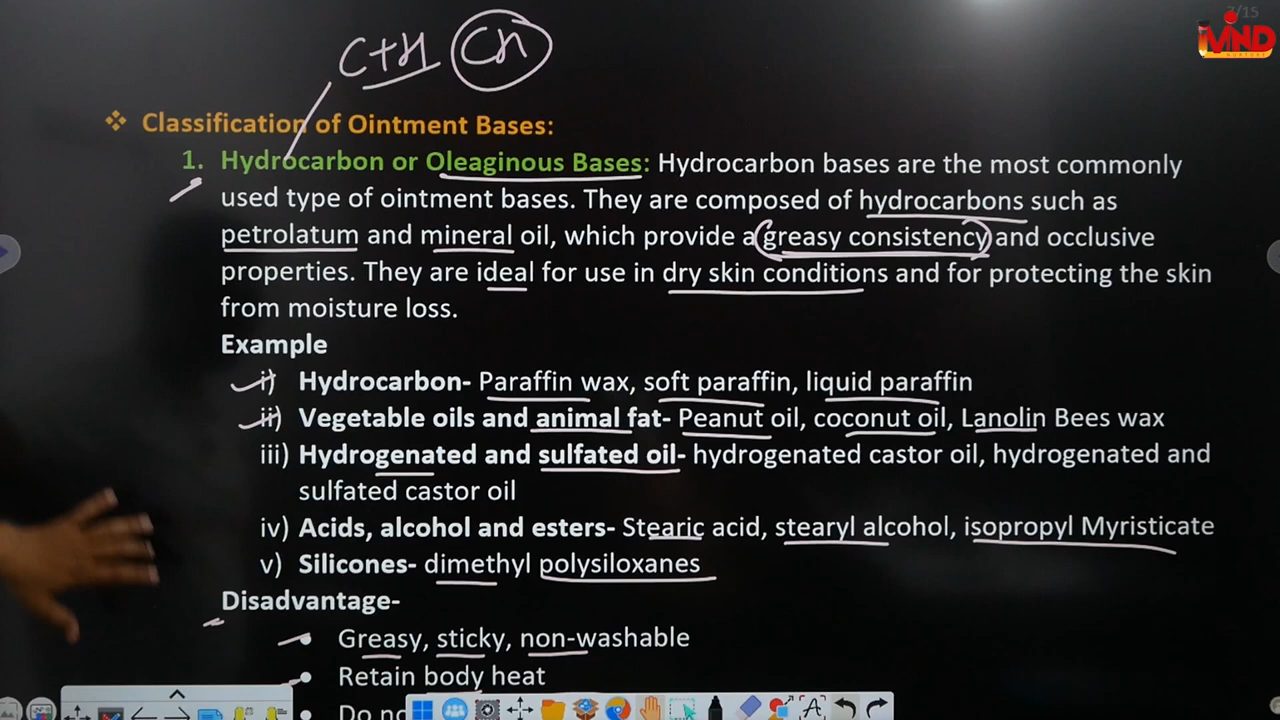 7/15
MIND
C+H CH
❖ Classification of Ointment Bases:
1. Hydrocarbon or Oleaginous Bases: Hydrocarbon bases are the most commonly
used type of ointment bases. They are composed of hydrocarbons such as
petrolatum and mineral oil, which provide a greasy consistency and occlusive
properties. They are ideal for use in dry skin conditions and for protecting the skin
from moisture loss.
Example
i) Hydrocarbon- Paraffin wax, soft paraffin, liquid paraffin
ii) Vegetable oils and animal fat- Peanut oil, coconut oil, Lanolin Bees wax
iii) Hydrogenated and sulfated oil- hydrogenated castor oil, hydrogenated and
sulfated castor oil
iv) Acids, alcohol and esters- Stearic acid, stearyl alcohol, isopropyl Myristicate
v) Silicones- dimethyl polysiloxanes
Disadvantage-
• Greasy, sticky, non-washable
• Retain body heat
• Do